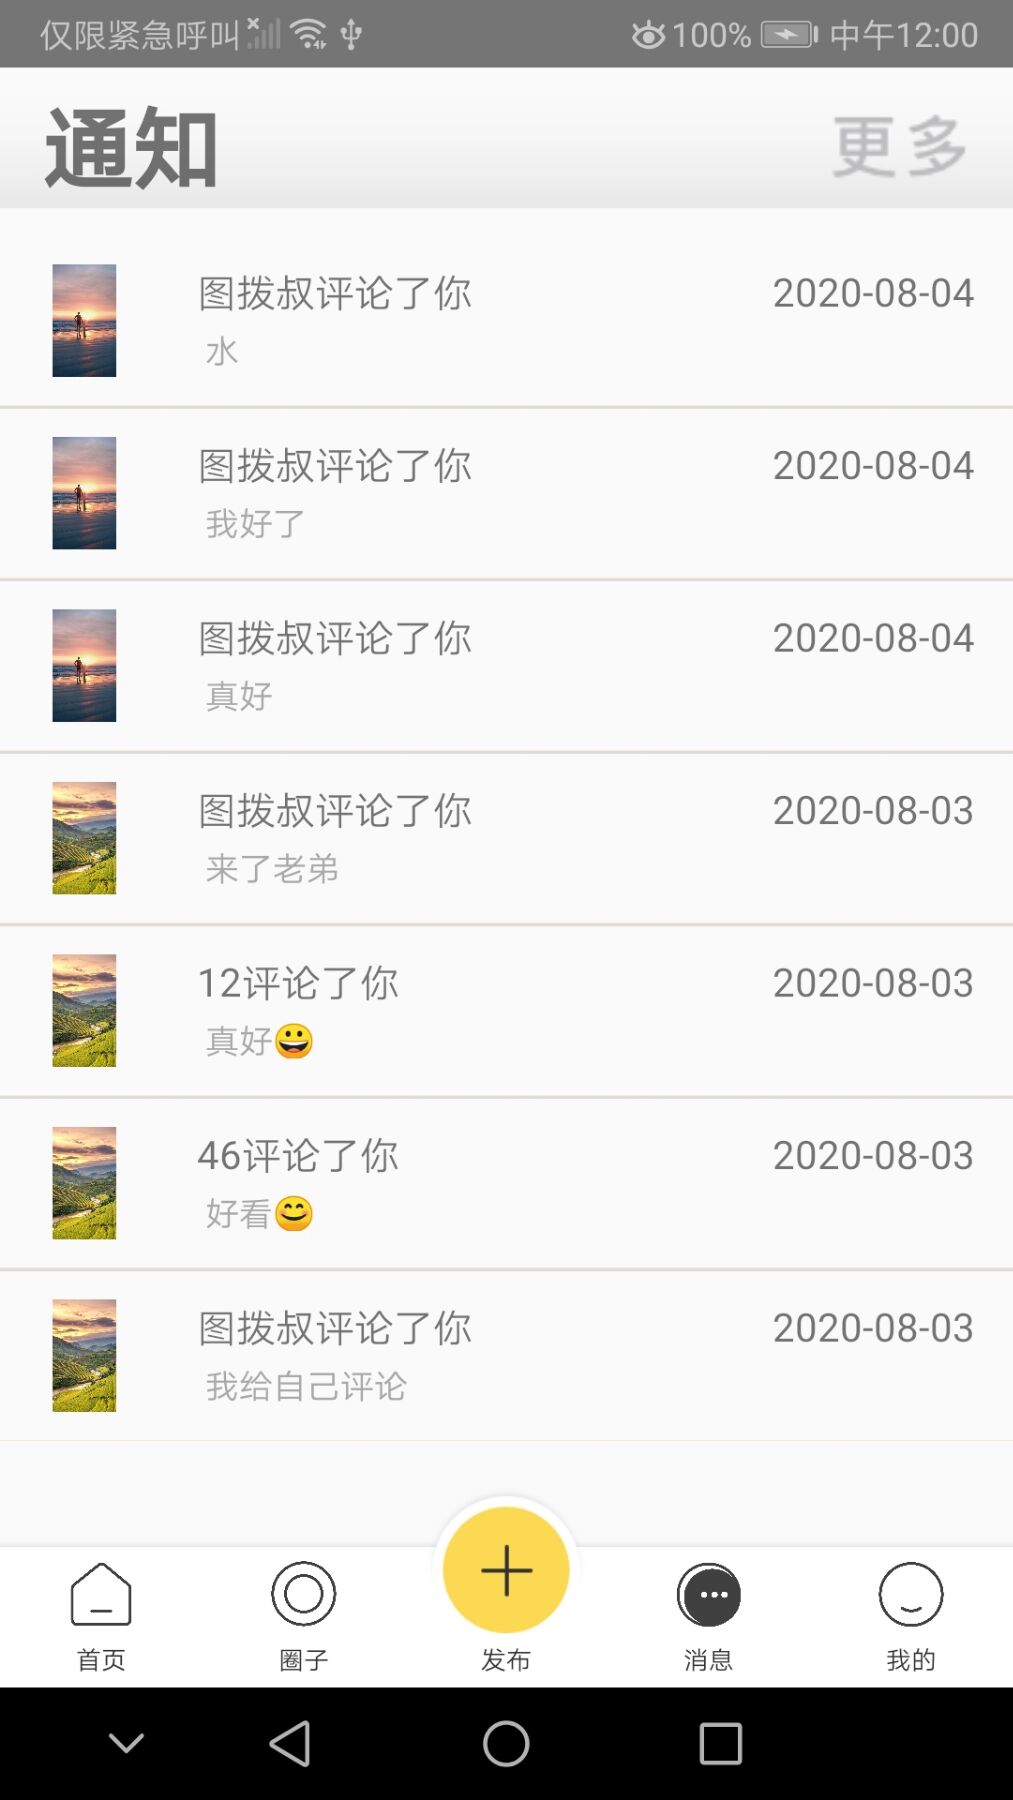 仅限紧急呼叫 100% 中午12:00
通知 更多
图拨叔评论了你 2020-08-04
水
图拨叔评论了你 2020-08-04
我好了
图拨叔评论了你 2020-08-04
真好
图拨叔评论了你 2020-08-03
来了老弟
12评论了你 2020-08-03
真好😀
46评论了你 2020-08-03
好看😊
图拨叔评论了你 2020-08-03
我给自己评论
首页 圈子 发布 消息 我的